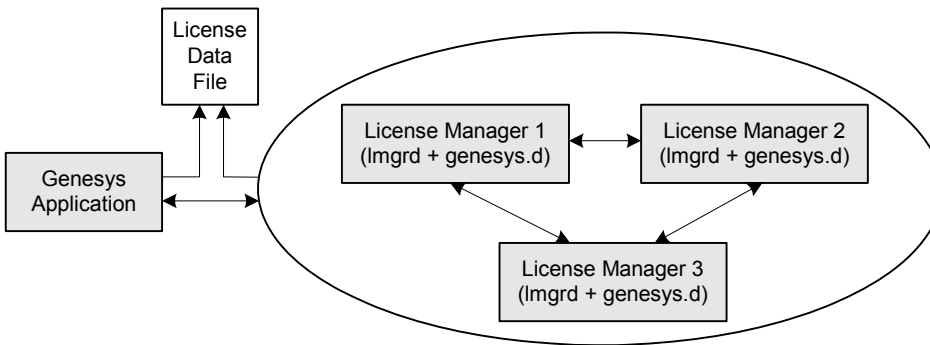 License
Data
File
Genesys
Application
License Manager 1
(lmgrd + genesys.d)
License Manager 2
(lmgrd + genesys.d)
License Manager 3
(lmgrd + genesys.d)